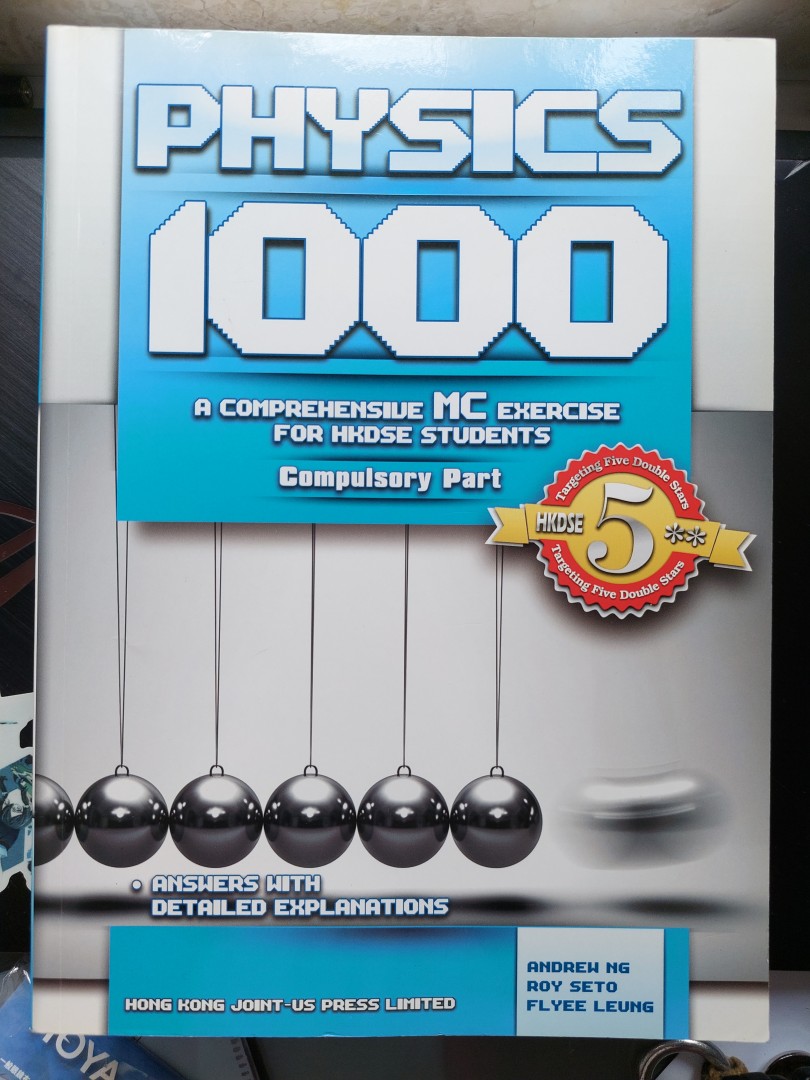 PHYSICS
1000
A COMPREHENSIVE MC EXERCISE
FOR HKDSE STUDENTS
Compulsory Part
Targeting Five Double Stars
HKDSE 5**
Targeting Five Double Stars
• ANSWERS WITH
DETAILED EXPLANATIONS
HONG KONG JOINT-US PRESS LIMITED
ANDREW NG
ROY SETO
FLYEE LEUNG